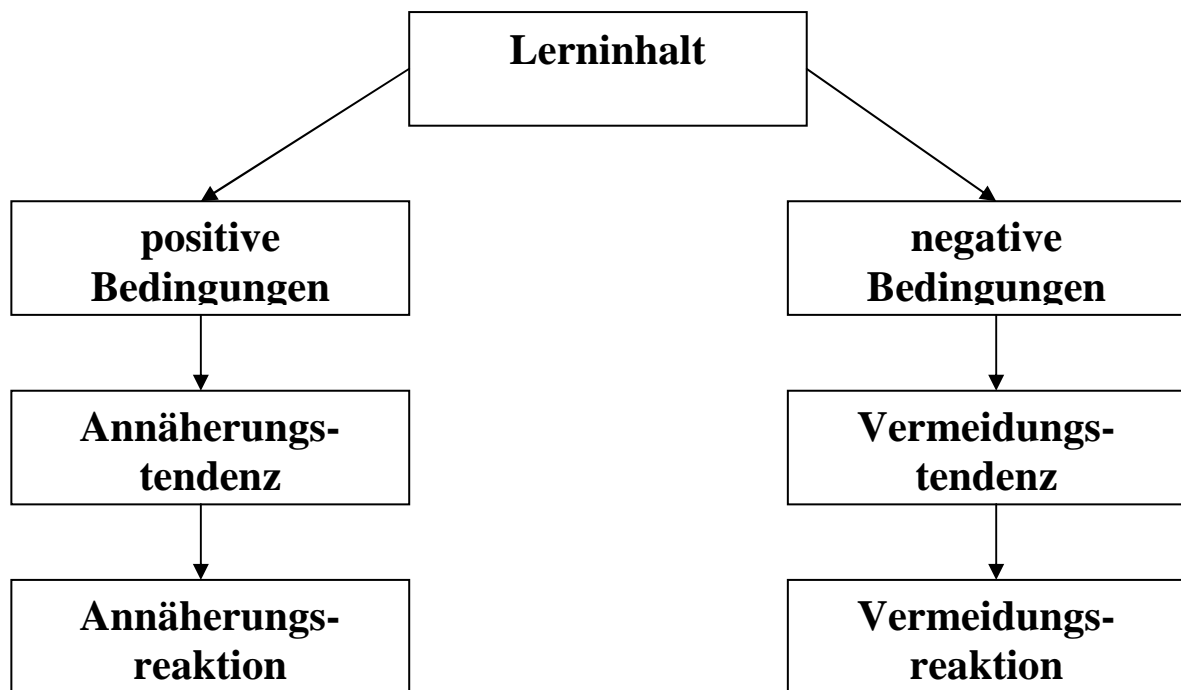 Lerninhalt
positive
Bedingungen
negative
Bedingungen
Annäherungs-
tendenz
Vermeidungs-
tendenz
Annäherungs-
reaktion
Vermeidungs-
reaktion